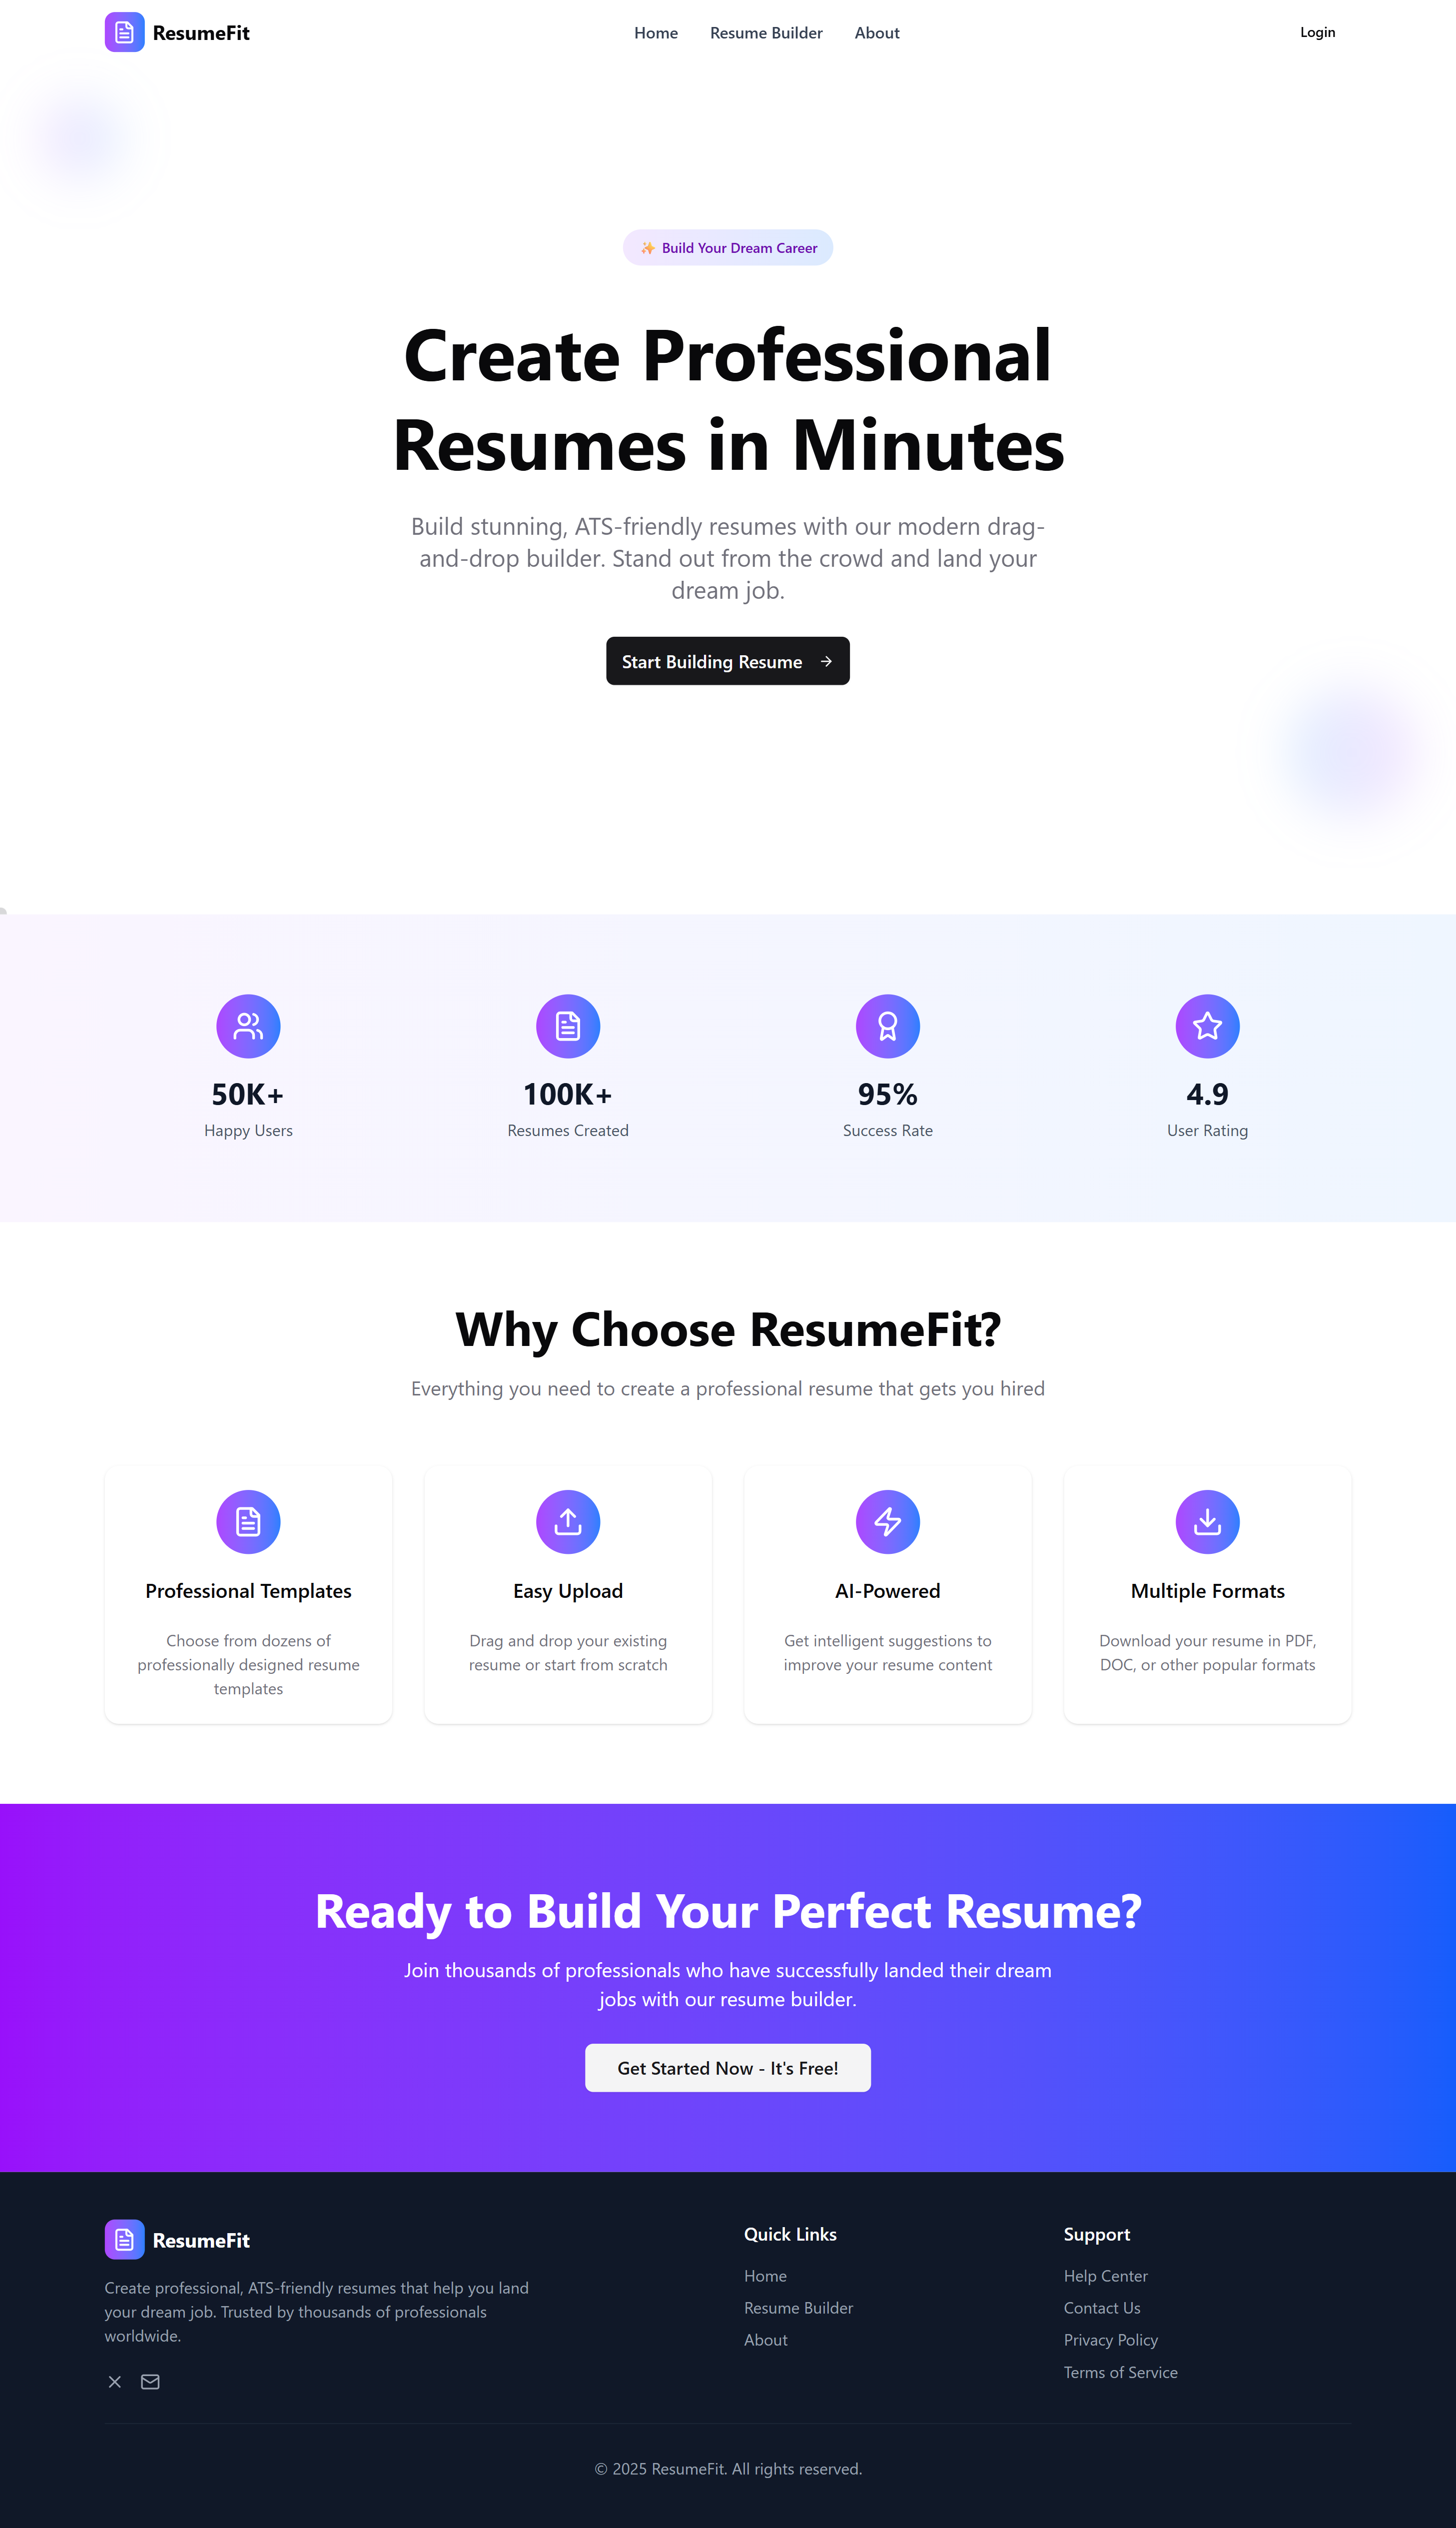 ResumeFit
Home Resume Builder About
Login
✨ Build Your Dream Career
Create Professional
Resumes in Minutes
Build stunning, ATS-friendly resumes with our modern drag-
and-drop builder. Stand out from the crowd and land your
dream job.
Start Building Resume →
50K+
Happy Users
100K+
Resumes Created
95%
Success Rate
4.9
User Rating
Why Choose ResumeFit?
Everything you need to create a professional resume that gets you hired
Professional Templates
Choose from dozens of
professionally designed resume
templates
Easy Upload
Drag and drop your existing
resume or start from scratch
AI-Powered
Get intelligent suggestions to
improve your resume content
Multiple Formats
Download your resume in PDF,
DOC, or other popular formats
Ready to Build Your Perfect Resume?
Join thousands of professionals who have successfully landed their dream
jobs with our resume builder.
Get Started Now - It's Free!
ResumeFit
Create professional, ATS-friendly resumes that help you land
your dream job. Trusted by thousands of professionals
worldwide.
Quick Links
Home
Resume Builder
About
Support
Help Center
Contact Us
Privacy Policy
Terms of Service
© 2025 ResumeFit. All rights reserved.